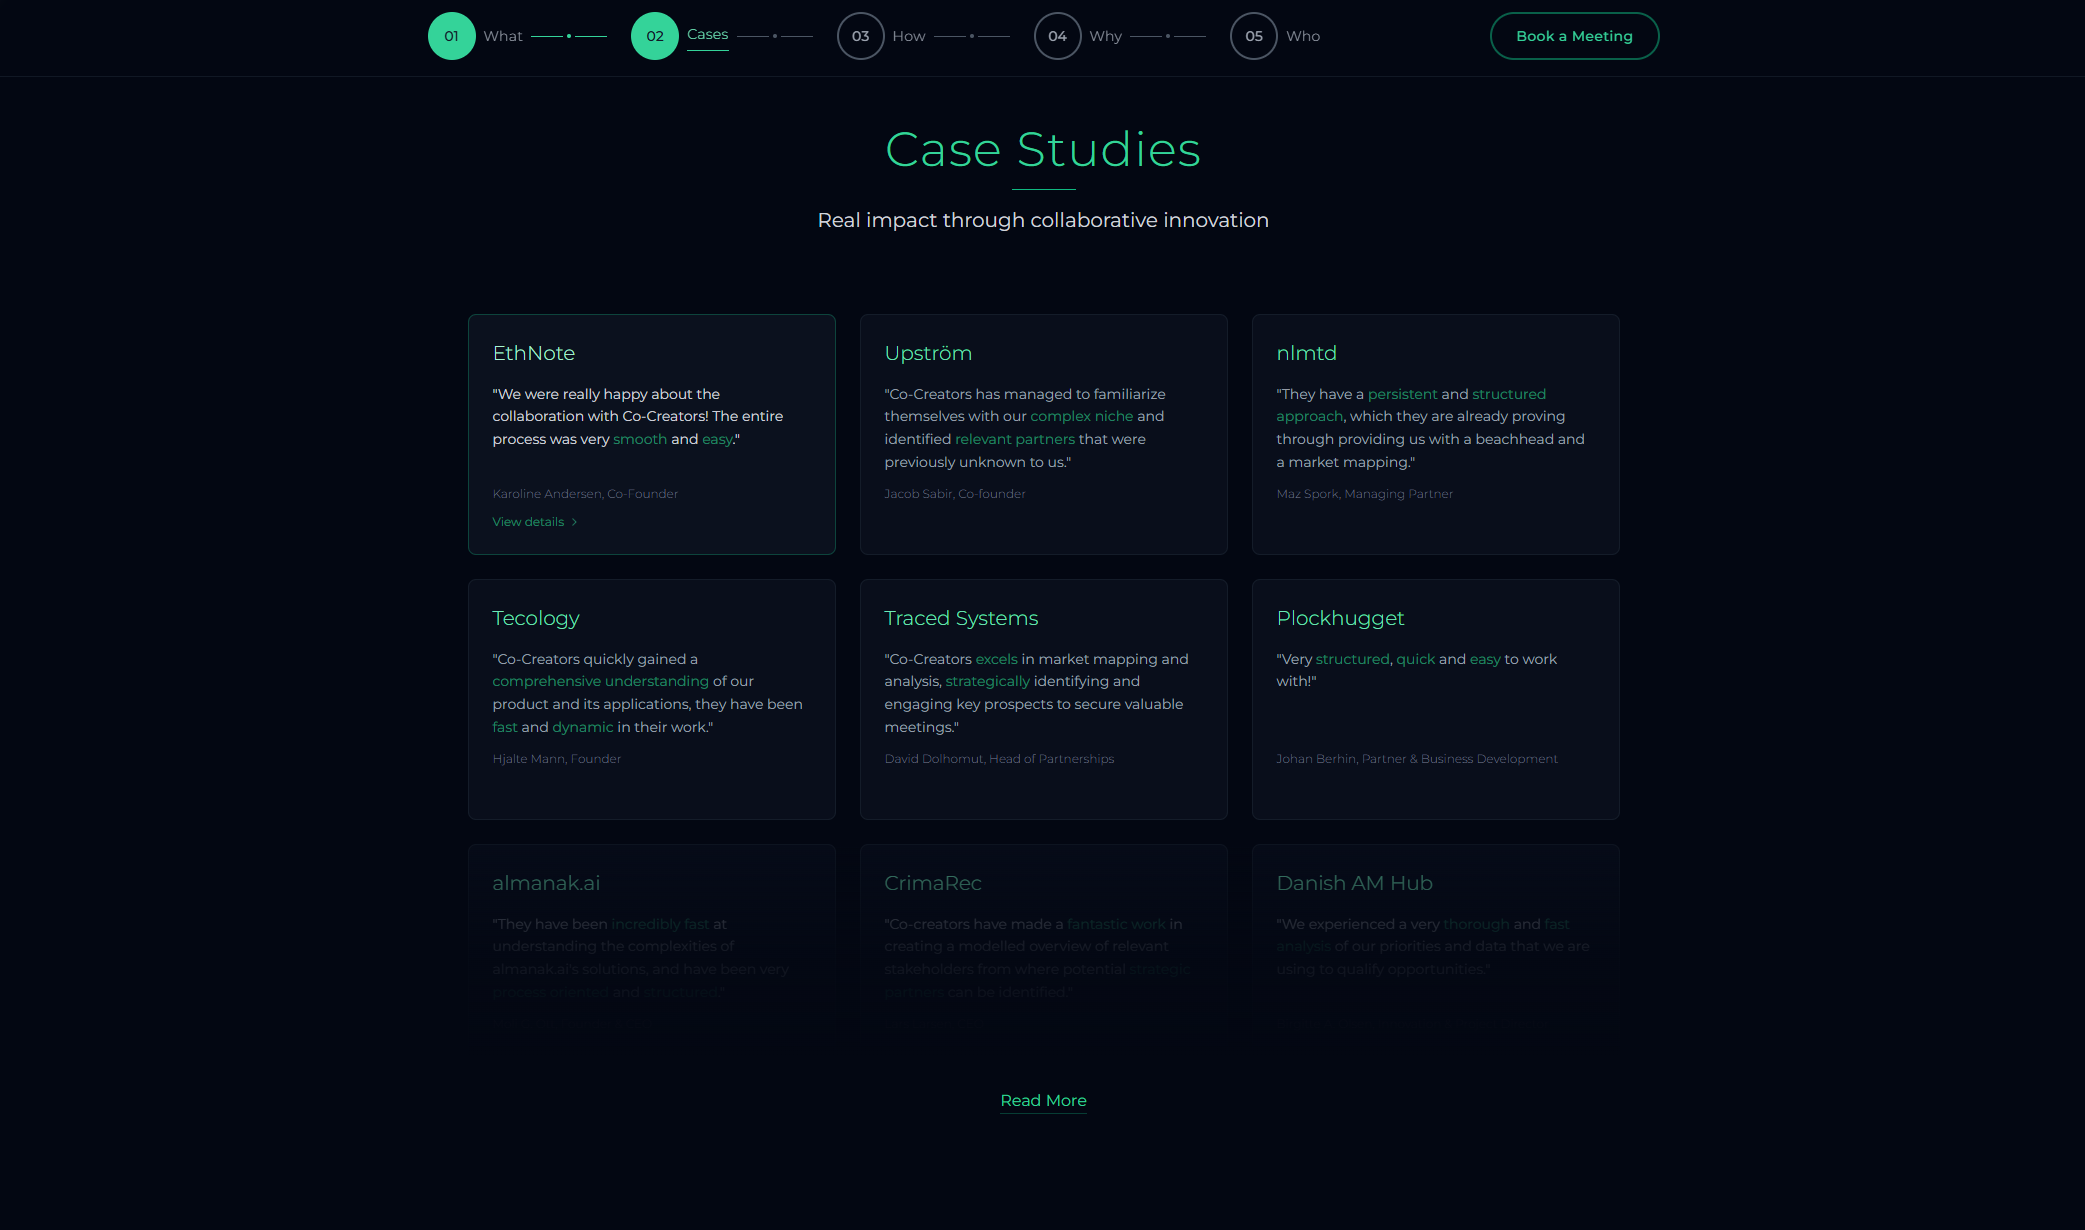 01 What
02 Cases
03 How
04 Why
05 Who
Book a Meeting
Case Studies
Real impact through collaborative innovation
EthNote
"We were really happy about the
collaboration with Co-Creators! The entire
process was very smooth and easy."
Karoline Andersen, Co-Founder
View details
Upström
"Co-Creators has managed to familiarize
themselves with our complex niche and
identified relevant partners that were
previously unknown to us."
Jacob Sabir, Co-founder
nlmtd
"They have a persistent and structured
approach, which they are already proving
through providing us with a beachhead and
a market mapping."
Maz Spork, Managing Partner
Tecology
"Co-Creators quickly gained a
comprehensive understanding of our
product and its applications, they have been
fast and dynamic in their work."
Hjalte Mann, Founder
Traced Systems
"Co-Creators excels in market mapping and
analysis, strategically identifying and
engaging key prospects to secure valuable
meetings."
David Dolhomut, Head of Partnerships
Plockhugget
"Very structured, quick and easy to work
with!"
Johan Berhin, Partner & Business Development
almanak.ai
"They have been incredibly fast at
understanding the complexities of
almanak.ai's solutions, and have been very
process oriented and structured."
CrimaRec
"Co-creators have made a fantastic work in
creating a modelled overview of relevant
stakeholders from where potential strategic
partners can be identified."
Danish AM Hub
"We experienced a very thorough and fast
analysis of our priorities and data that we are
using to qualify opportunities."
Read More